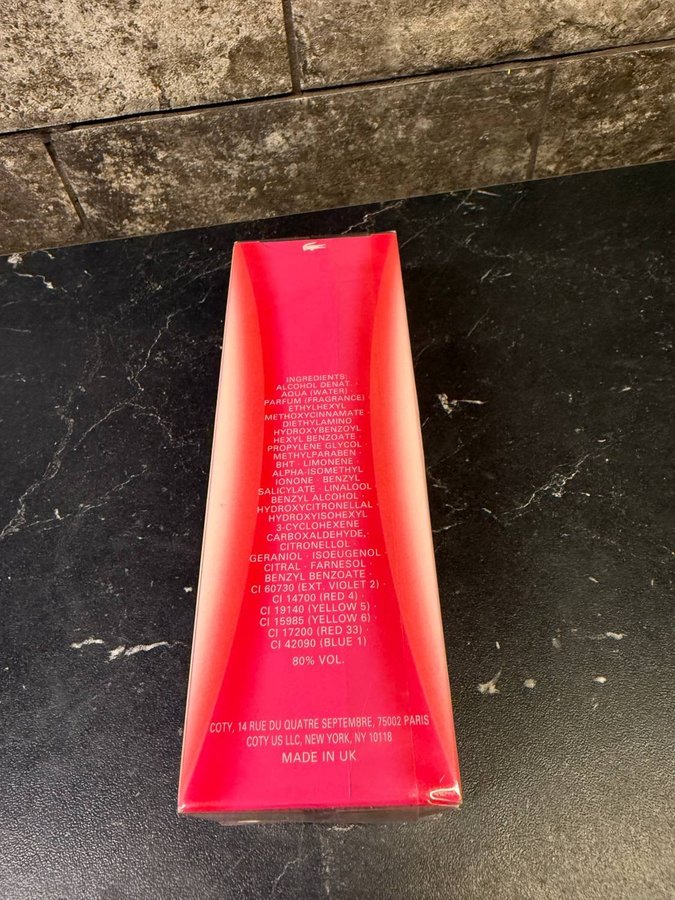 INGREDIENTS:
ALCOHOL DENAT. ·
AQUA (WATER) ·
PARFUM (FRAGRANCE) ·
ETHYLHEXYL
METHOXYCINNAMATE ·
DIETHYLAMINO
HYDROXYBENZOYL
HEXYL BENZOATE ·
PROPYLENE GLYCOL ·
METHYLPARABEN ·
BHT · LIMONENE ·
ALPHA-ISOMETHYL
IONONE · BENZYL
SALICYLATE · LINALOOL ·
BENZYL ALCOHOL ·
HYDROXYCITRONELLAL ·
HYDROXYISOHEXYL
3-CYCLOHEXENE
CARBOXALDEHYDE, ·
CITRONELLOL ·
GERANIOL · ISOEUGENOL ·
CITRAL · FARNESOL ·
BENZYL BENZOATE ·
CI 60730 (EXT. VIOLET 2) ·
CI 14700 (RED 4) ·
CI 19140 (YELLOW 5) ·
CI 15985 (YELLOW 6) ·
CI 17200 (RED 33) ·
CI 42090 (BLUE 1)
80% VOL.
COTY, 14 RUE DU QUATRE SEPTEMBRE, 75002 PARIS
COTY US LLC, NEW YORK, NY 10118
MADE IN UK